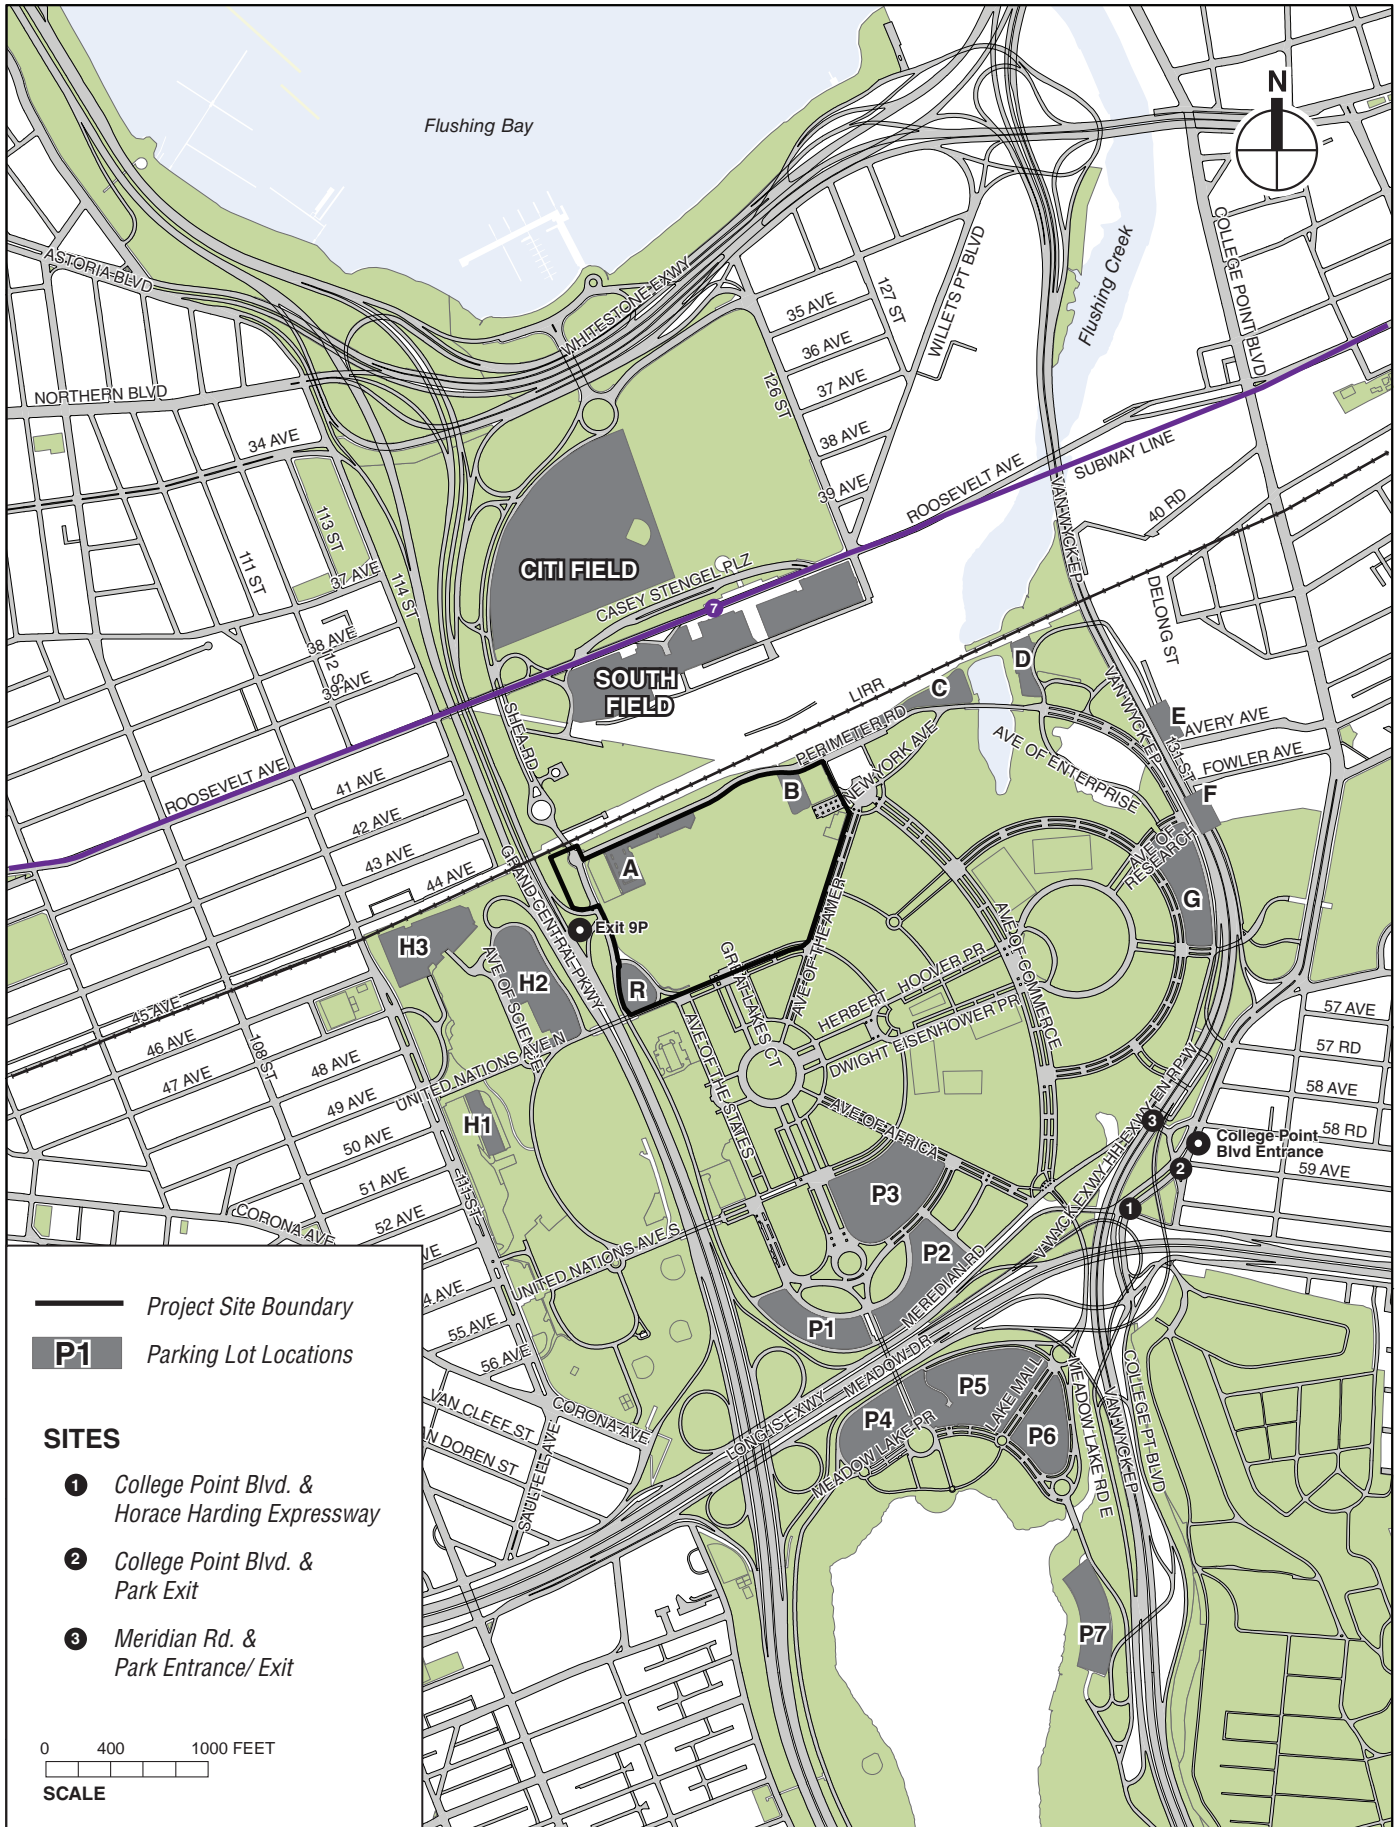 Flushing Bay
N
Flushing Creek
COLLEGE POINT BLVD
ASTORIA BLVD
WHITESTONE EXWY
127 ST
WILLETS PT BLVD
35 AVE
36 AVE
37 AVE
126 ST
38 AVE
39 AVE
NORTHERN BLVD
34 AVE
ROOSEVELT AVE
SUBWAY LINE
VAN WYCK EP
40 RD
113 ST
111 ST
37 AVE
114 ST
CITI FIELD
CASEY STENGEL PLZ
7
DELONG ST
38 AVE
39 AVE
SOUTH
FIELD
LIRR
C
D
VAN WYCK EP
E
AVERY AVE
131 ST
FOWLER AVE
SHEA RD
PERIMETER RD
NEW YORK AVE
AVE OF ENTERPRISE
ROOSEVELT AVE
41 AVE
42 AVE
43 AVE
44 AVE
B
F
AVE OF
RESEARCH
GRAND CENTRAL PKWY
A
G
Exit 9P
AVE OF THE AMER
AVE OF COMMERCE
H3
H2
AVE OF SCIENCE
R
GREAT LAKES CT
HERBERT HOOVER PR
DWIGHT EISENHOWER PR
45 AVE
46 AVE
47 AVE
108 ST
48 AVE
49 AVE
50 AVE
51 AVE
52 AVE
UNITED NATIONS AVE N
AVE OF THE STATES
57 AVE
57 RD
58 AVE
58 RD
59 AVE
H1
AVE OF AFRICA
3
College Point
Blvd Entrance
2
1
V WYCK EXWY HH EXWY EN RP W
111 ST
CORONA AVE
P3
P2
UNITED NATIONS AVE S
MEREDIAN RD
P1
55 AVE
56 AVE
MEADOW DR
LONG IS EXWY
P5
LAKE MALL
P4
MEADOW LAKE PR
P6
MEADOW LAKE RD E
VAN WYCK EP
COLLEGE PT BLVD
VAN CLEEF ST
CORONA AVE
SAULTELL AVE
P7
Project Site Boundary
P1
Parking Lot Locations
SITES
1 College Point Blvd. &
Horace Harding Expressway
2 College Point Blvd. &
Park Exit
3 Meridian Rd. &
Park Entrance/ Exit
0 400 1000 FEET
SCALE